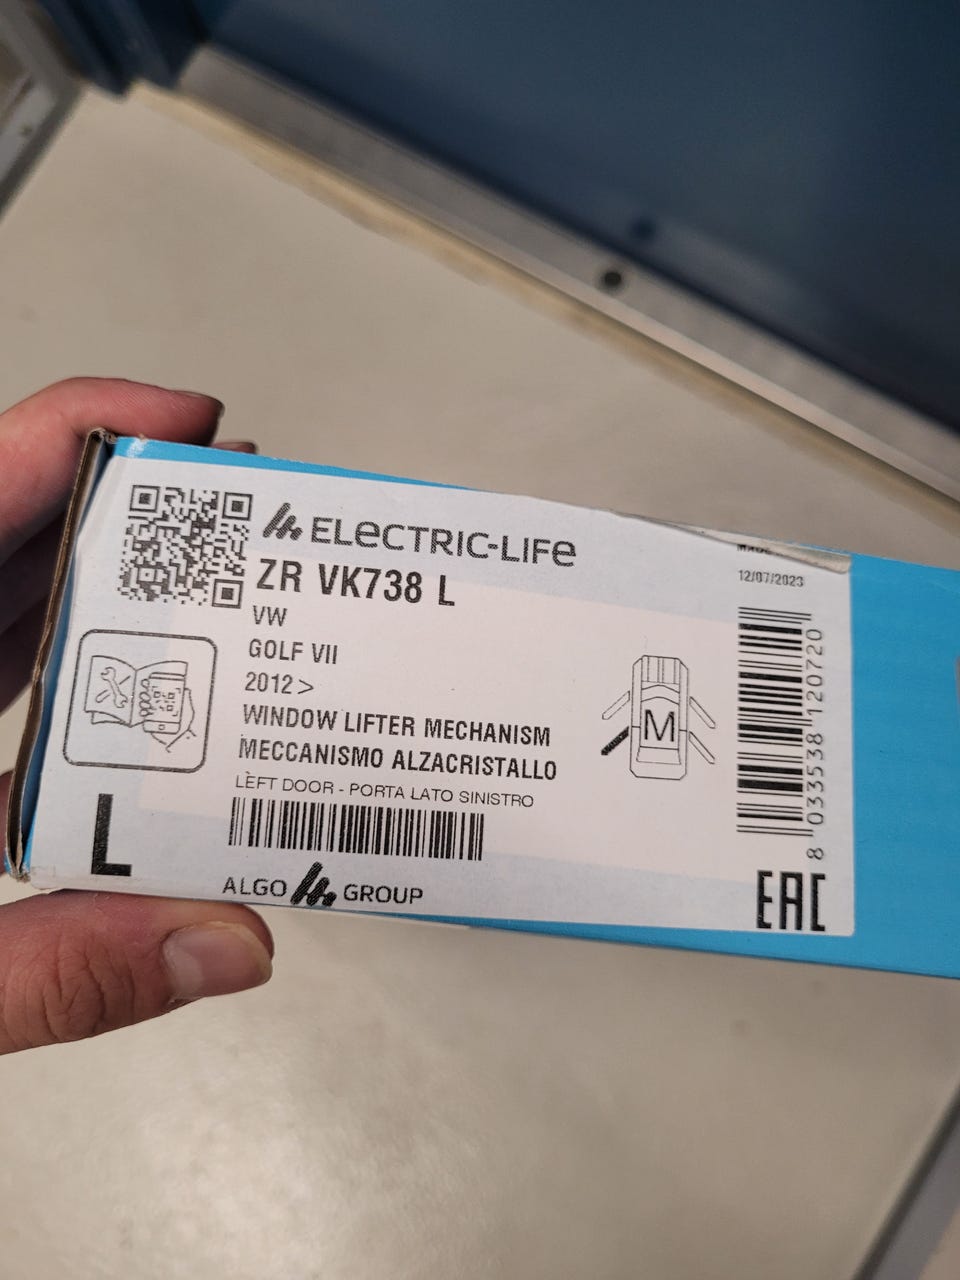 ELECTRIC-LIFE
ZR VK738 L
VW
GOLF VII
2012>
WINDOW LIFTER MECHANISM
MECCANISMO ALZACRISTALLO
LEFT DOOR - PORTA LATO SINISTRO
L
ALGO GROUP
M
12/07/2023
8 033538 120720
EAC